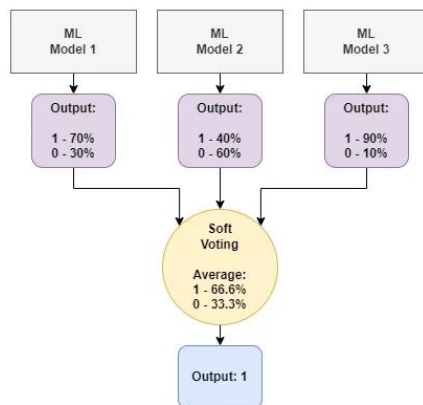 ML
Model 1
ML
Model 2
ML
Model 3
Output:
1 - 70%
0 - 30%
Output:
1 - 40%
0 - 60%
Output:
1 - 90%
0 - 10%
Soft
Voting
Average:
1 - 66.6%
0 - 33.3%
Output: 1